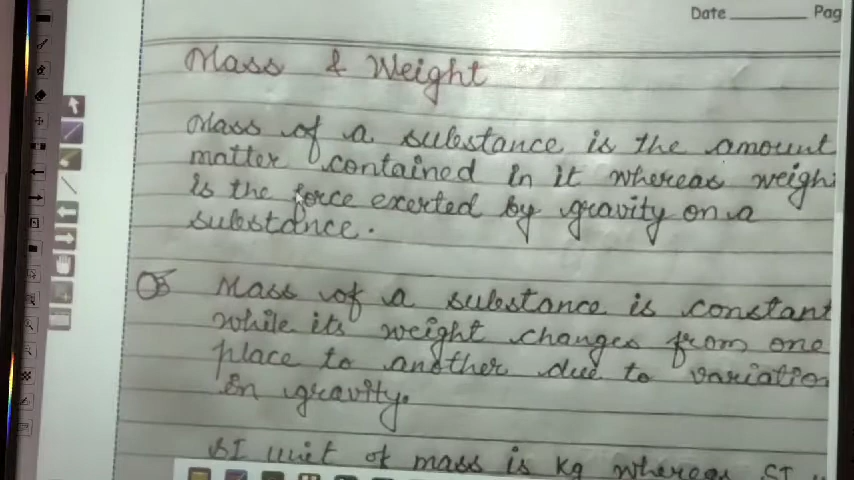 Date Pag
Mass & Weight
Mass of a substance is the amount
matter contained in it whereas weigh
is the force exerted by gravity on a
substance.
Mass of a substance is constant
while its weight changes from one
place to another due to variation
in gravity.
SI unit of mass is Kg whereas SI